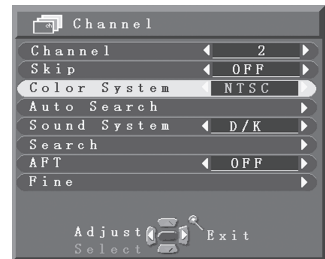 Channel
Channel 2
Skip OFF
Color System NTSC
Auto Search
Sound System D/K
Search
AFT OFF
Fine
Adjust Exit
Select